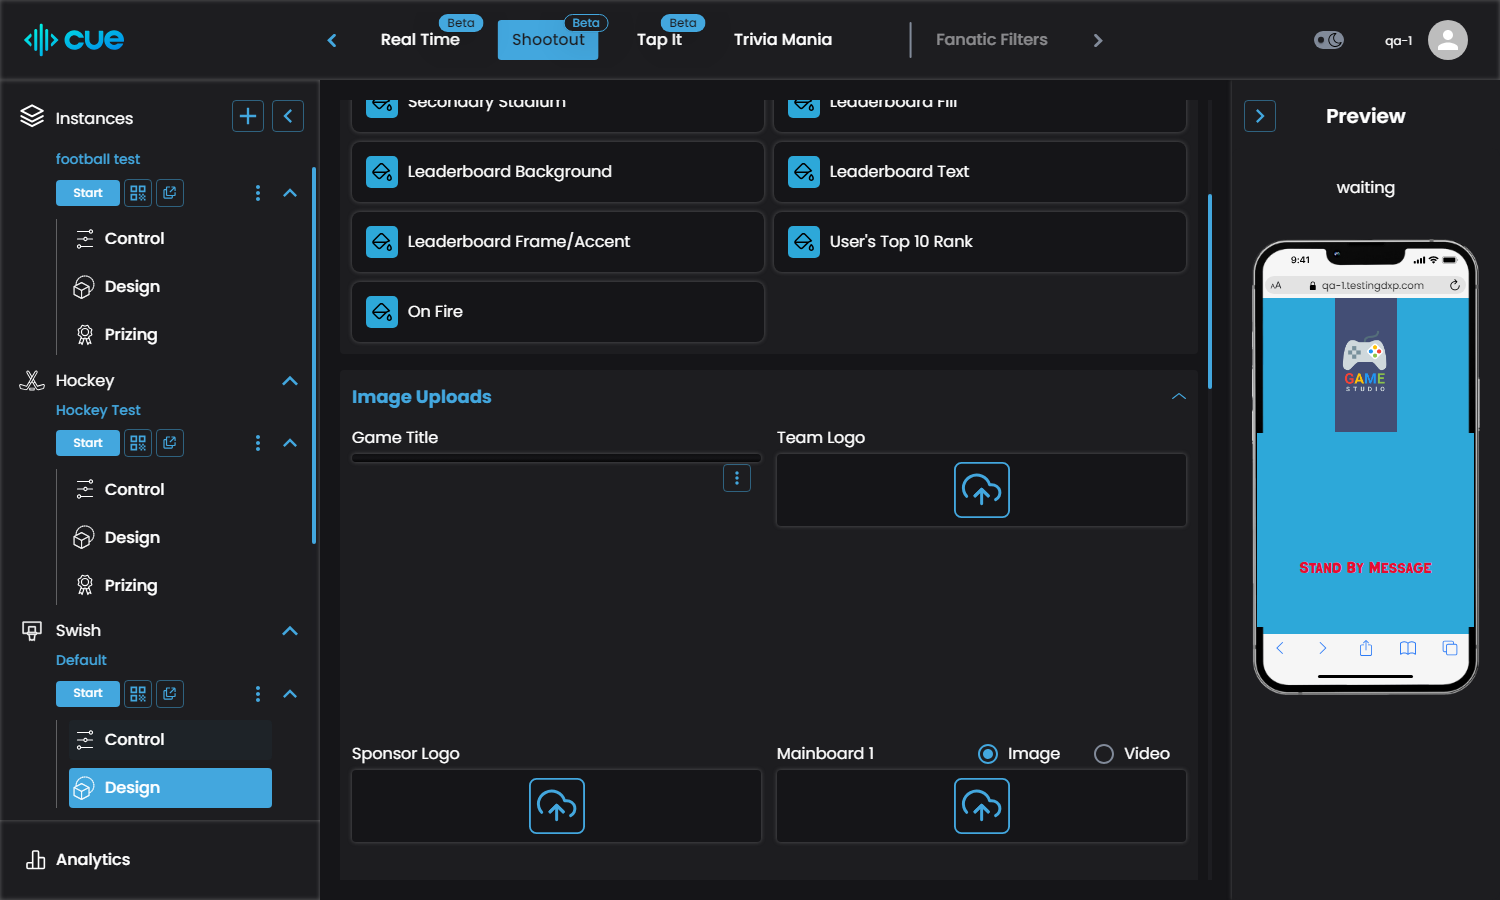 cue
Real Time
Beta
Shootout
Beta
Tap It
Beta
Trivia Mania
Fanatic Filters
qa-1
Instances
football test
Start
Control
Design
Prizing
Hockey
Hockey Test
Start
Control
Design
Prizing
Swish
Default
Start
Control
Design
Analytics
Secondary Stadium
Leaderboard Fill
Leaderboard Background
Leaderboard Text
Leaderboard Frame/Accent
User's Top 10 Rank
On Fire
Image Uploads
Game Title
Team Logo
Sponsor Logo
Mainboard 1
Image
Video
Preview
waiting
9:41
AA
qa-1.testingdxp.com
GAME
STUDIO
Stand By Message